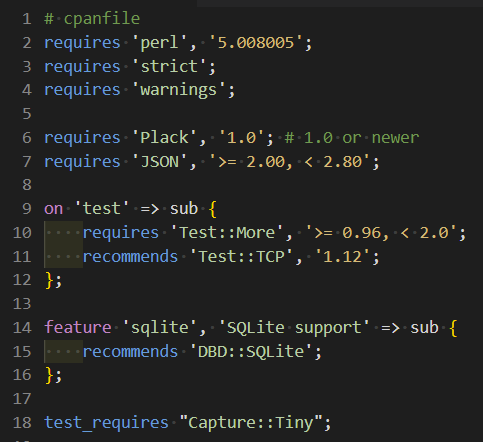 1 # cpanfile
2 requires 'perl', '5.008005';
3 requires 'strict';
4 requires 'warnings';
5
6 requires 'Plack', '1.0'; # 1.0 or newer
7 requires 'JSON', '>= 2.00, < 2.80';
8
9 on 'test' => sub {
10     requires 'Test::More', '>= 0.96, < 2.0';
11     recommends 'Test::TCP', '1.12';
12 };
13
14 feature 'sqlite', 'SQLite support' => sub {
15     recommends 'DBD::SQLite';
16 };
17
18 test_requires "Capture::Tiny";